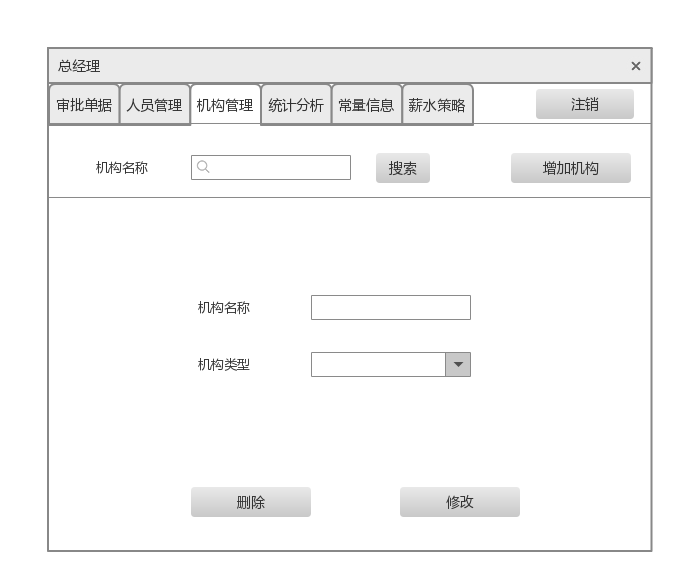 总经理
审批单据 人员管理 机构管理 统计分析 常量信息 薪水策略 注销
机构名称 搜索 增加机构
机构名称
机构类型
删除 修改